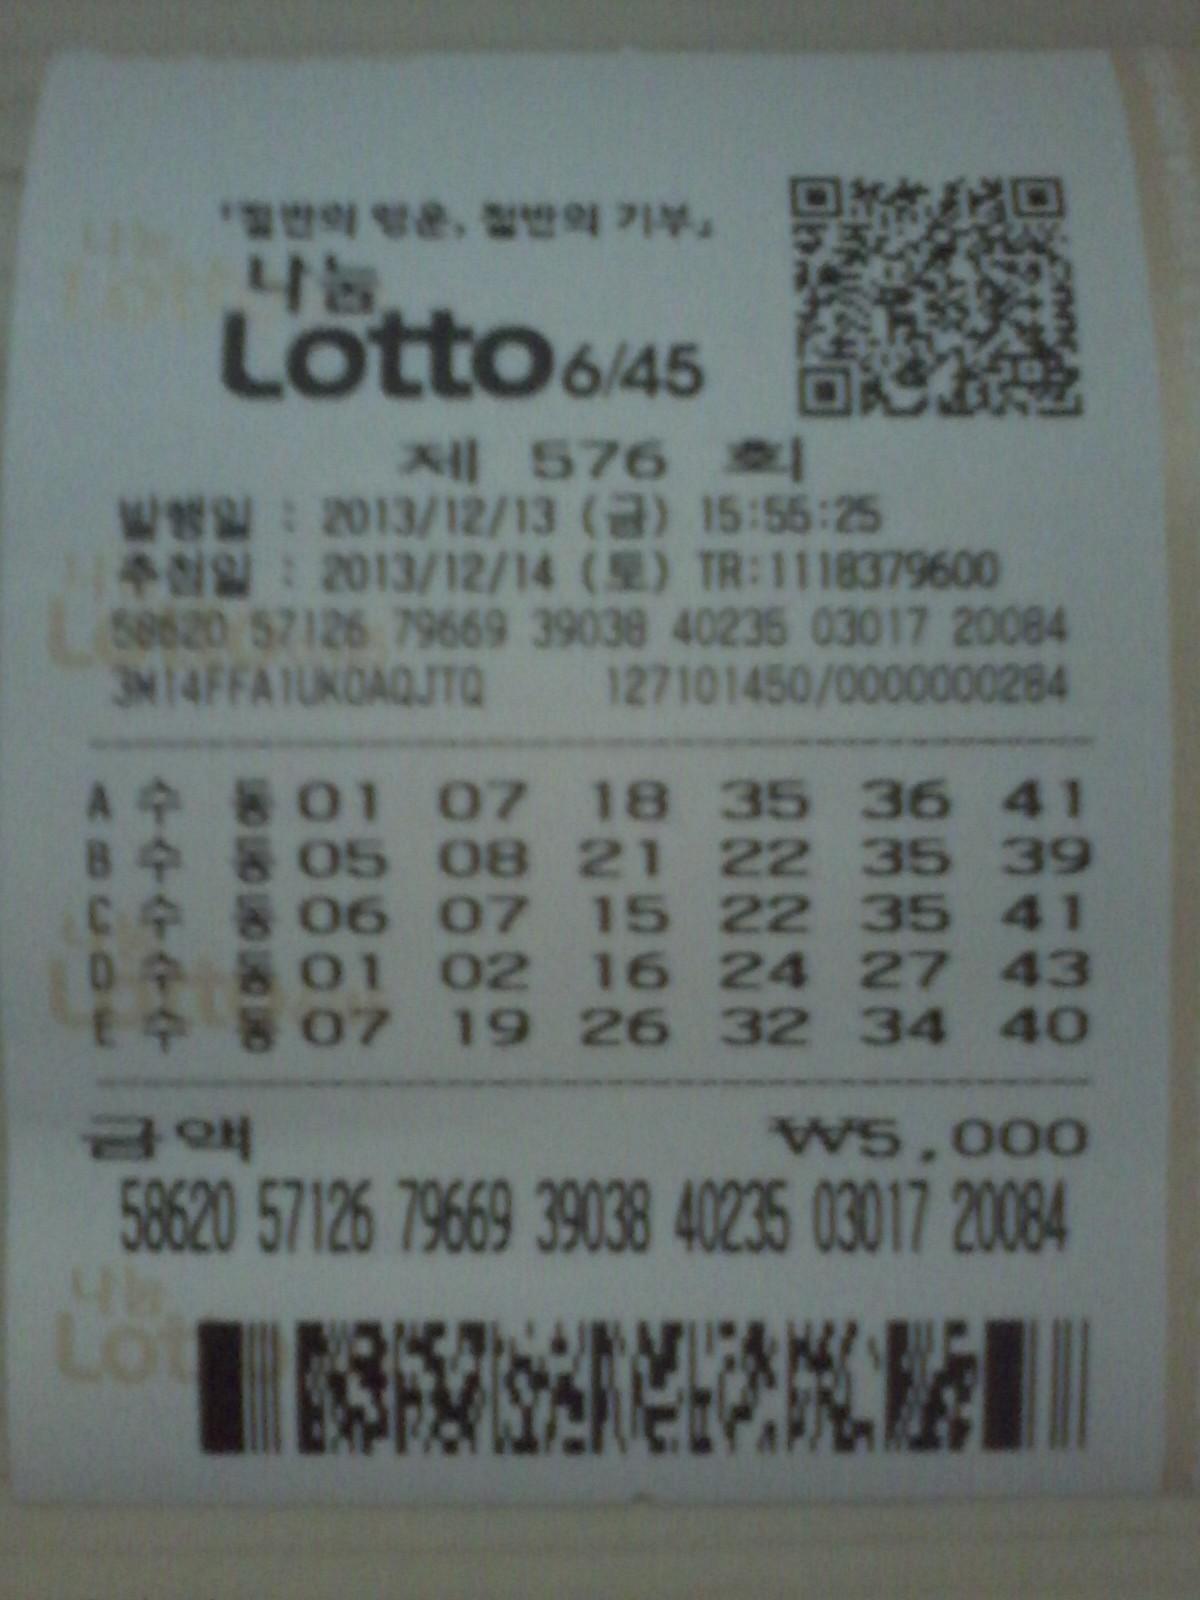 「절반의 행운, 절반의 기부」
나눔
Lotto 6/45
제 576 회
발행일 : 2013/12/13 (금) 15:55:25
추첨일 : 2013/12/14 (토) TR:1118379600
58620 57126 79669 39038 40235 03017 20084
127101450/0000000284
A 수 동 01 07 18 35 36 41
B 수 동 05 08 21 22 35 39
C 수 동 06 07 15 22 35 41
D 수 동 01 02 16 24 27 43
E 수 동 07 19 26 32 34 40
금액 ₩5,000
58620 57126 79669 39038 40235 03017 20084
나눔
Lotto